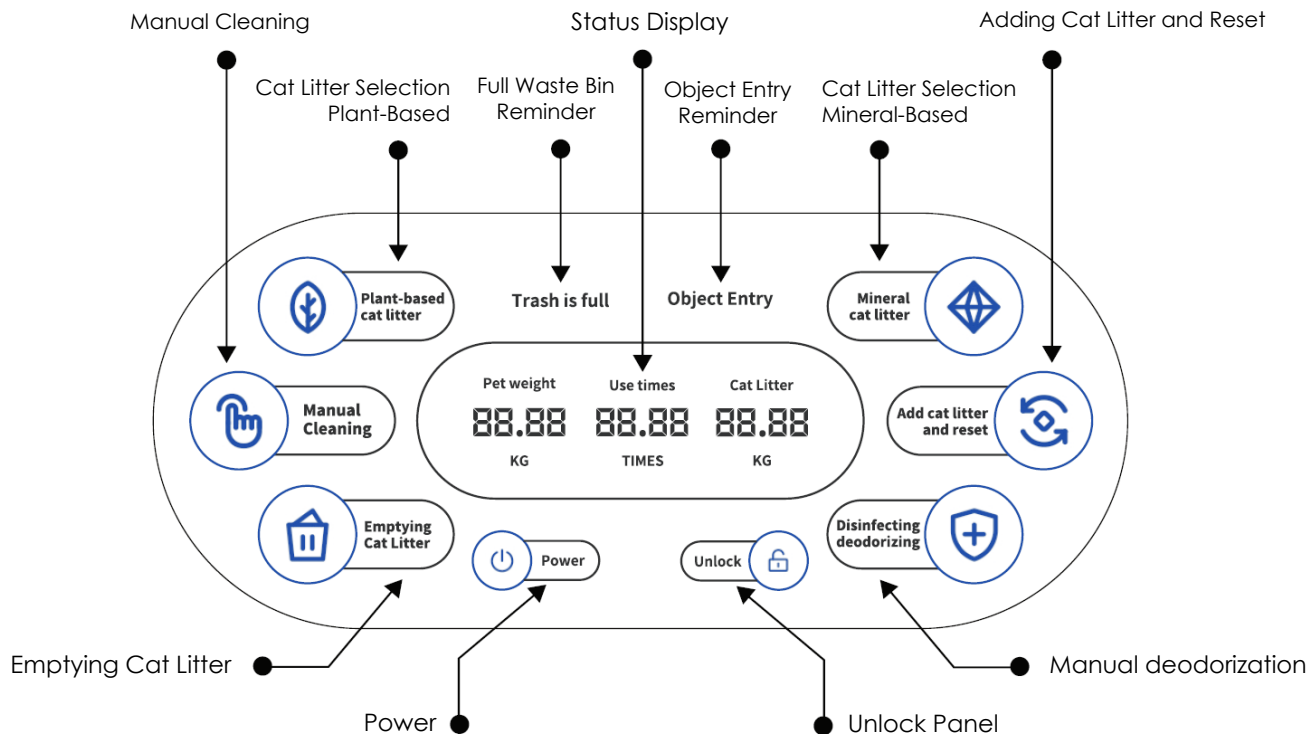 Manual Cleaning
Status Display
Adding Cat Litter and Reset
Cat Litter Selection
Plant-Based
Full Waste Bin
Reminder
Object Entry
Reminder
Cat Litter Selection
Mineral-Based
Plant-based
cat litter
Trash is full
Object Entry
Mineral
cat litter
Manual
Cleaning
Pet weight
88.88
KG
Use times
88.88
TIMES
Cat Litter
88.88
KG
Add cat litter
and reset
Emptying
Cat Litter
Power
Unlock
Disinfecting
deodorizing
Emptying Cat Litter
Manual deodorization
Power
Unlock Panel